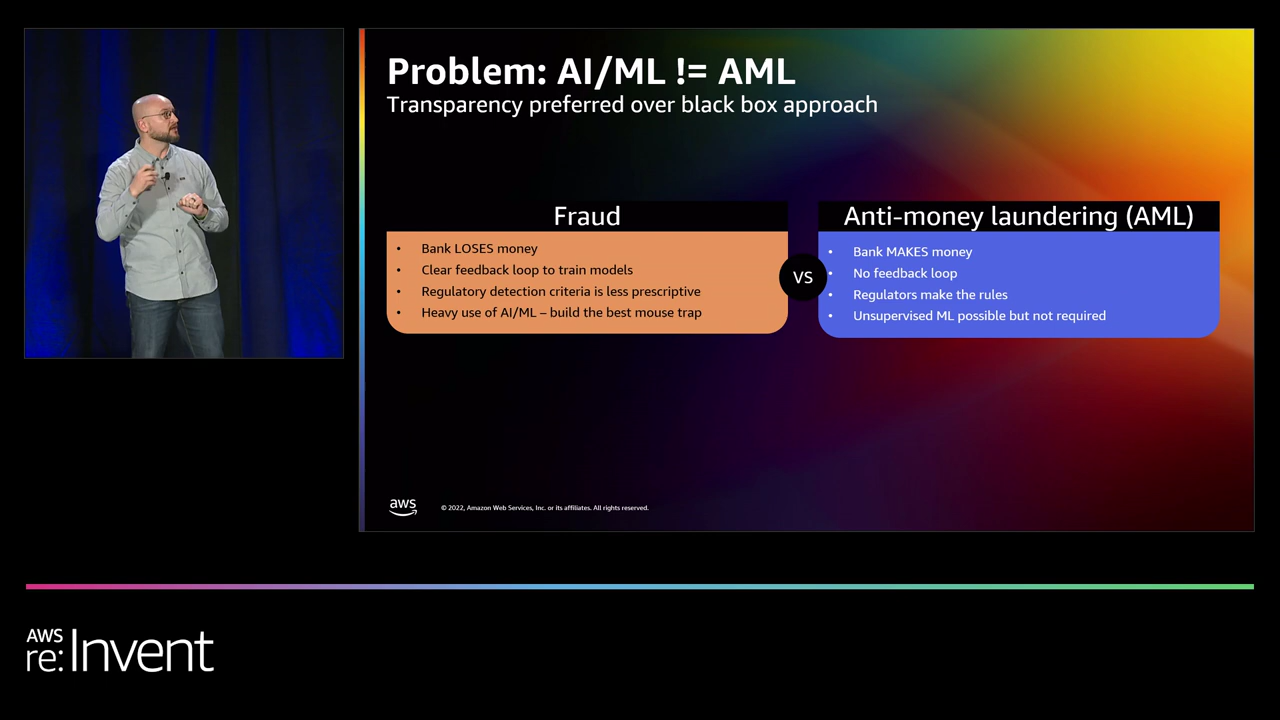 Problem: AI/ML != AML
Transparency preferred over black box approach
Fraud
• Bank LOSES money
• Clear feedback loop to train models
• Regulatory detection criteria is less prescriptive
• Heavy use of AI/ML – build the best mouse trap
VS
Anti-money laundering (AML)
• Bank MAKES money
• No feedback loop
• Regulators make the rules
• Unsupervised ML possible but not required
aws
© 2022, Amazon Web Services, Inc. or its affiliates. All rights reserved.
AWS
re:Invent